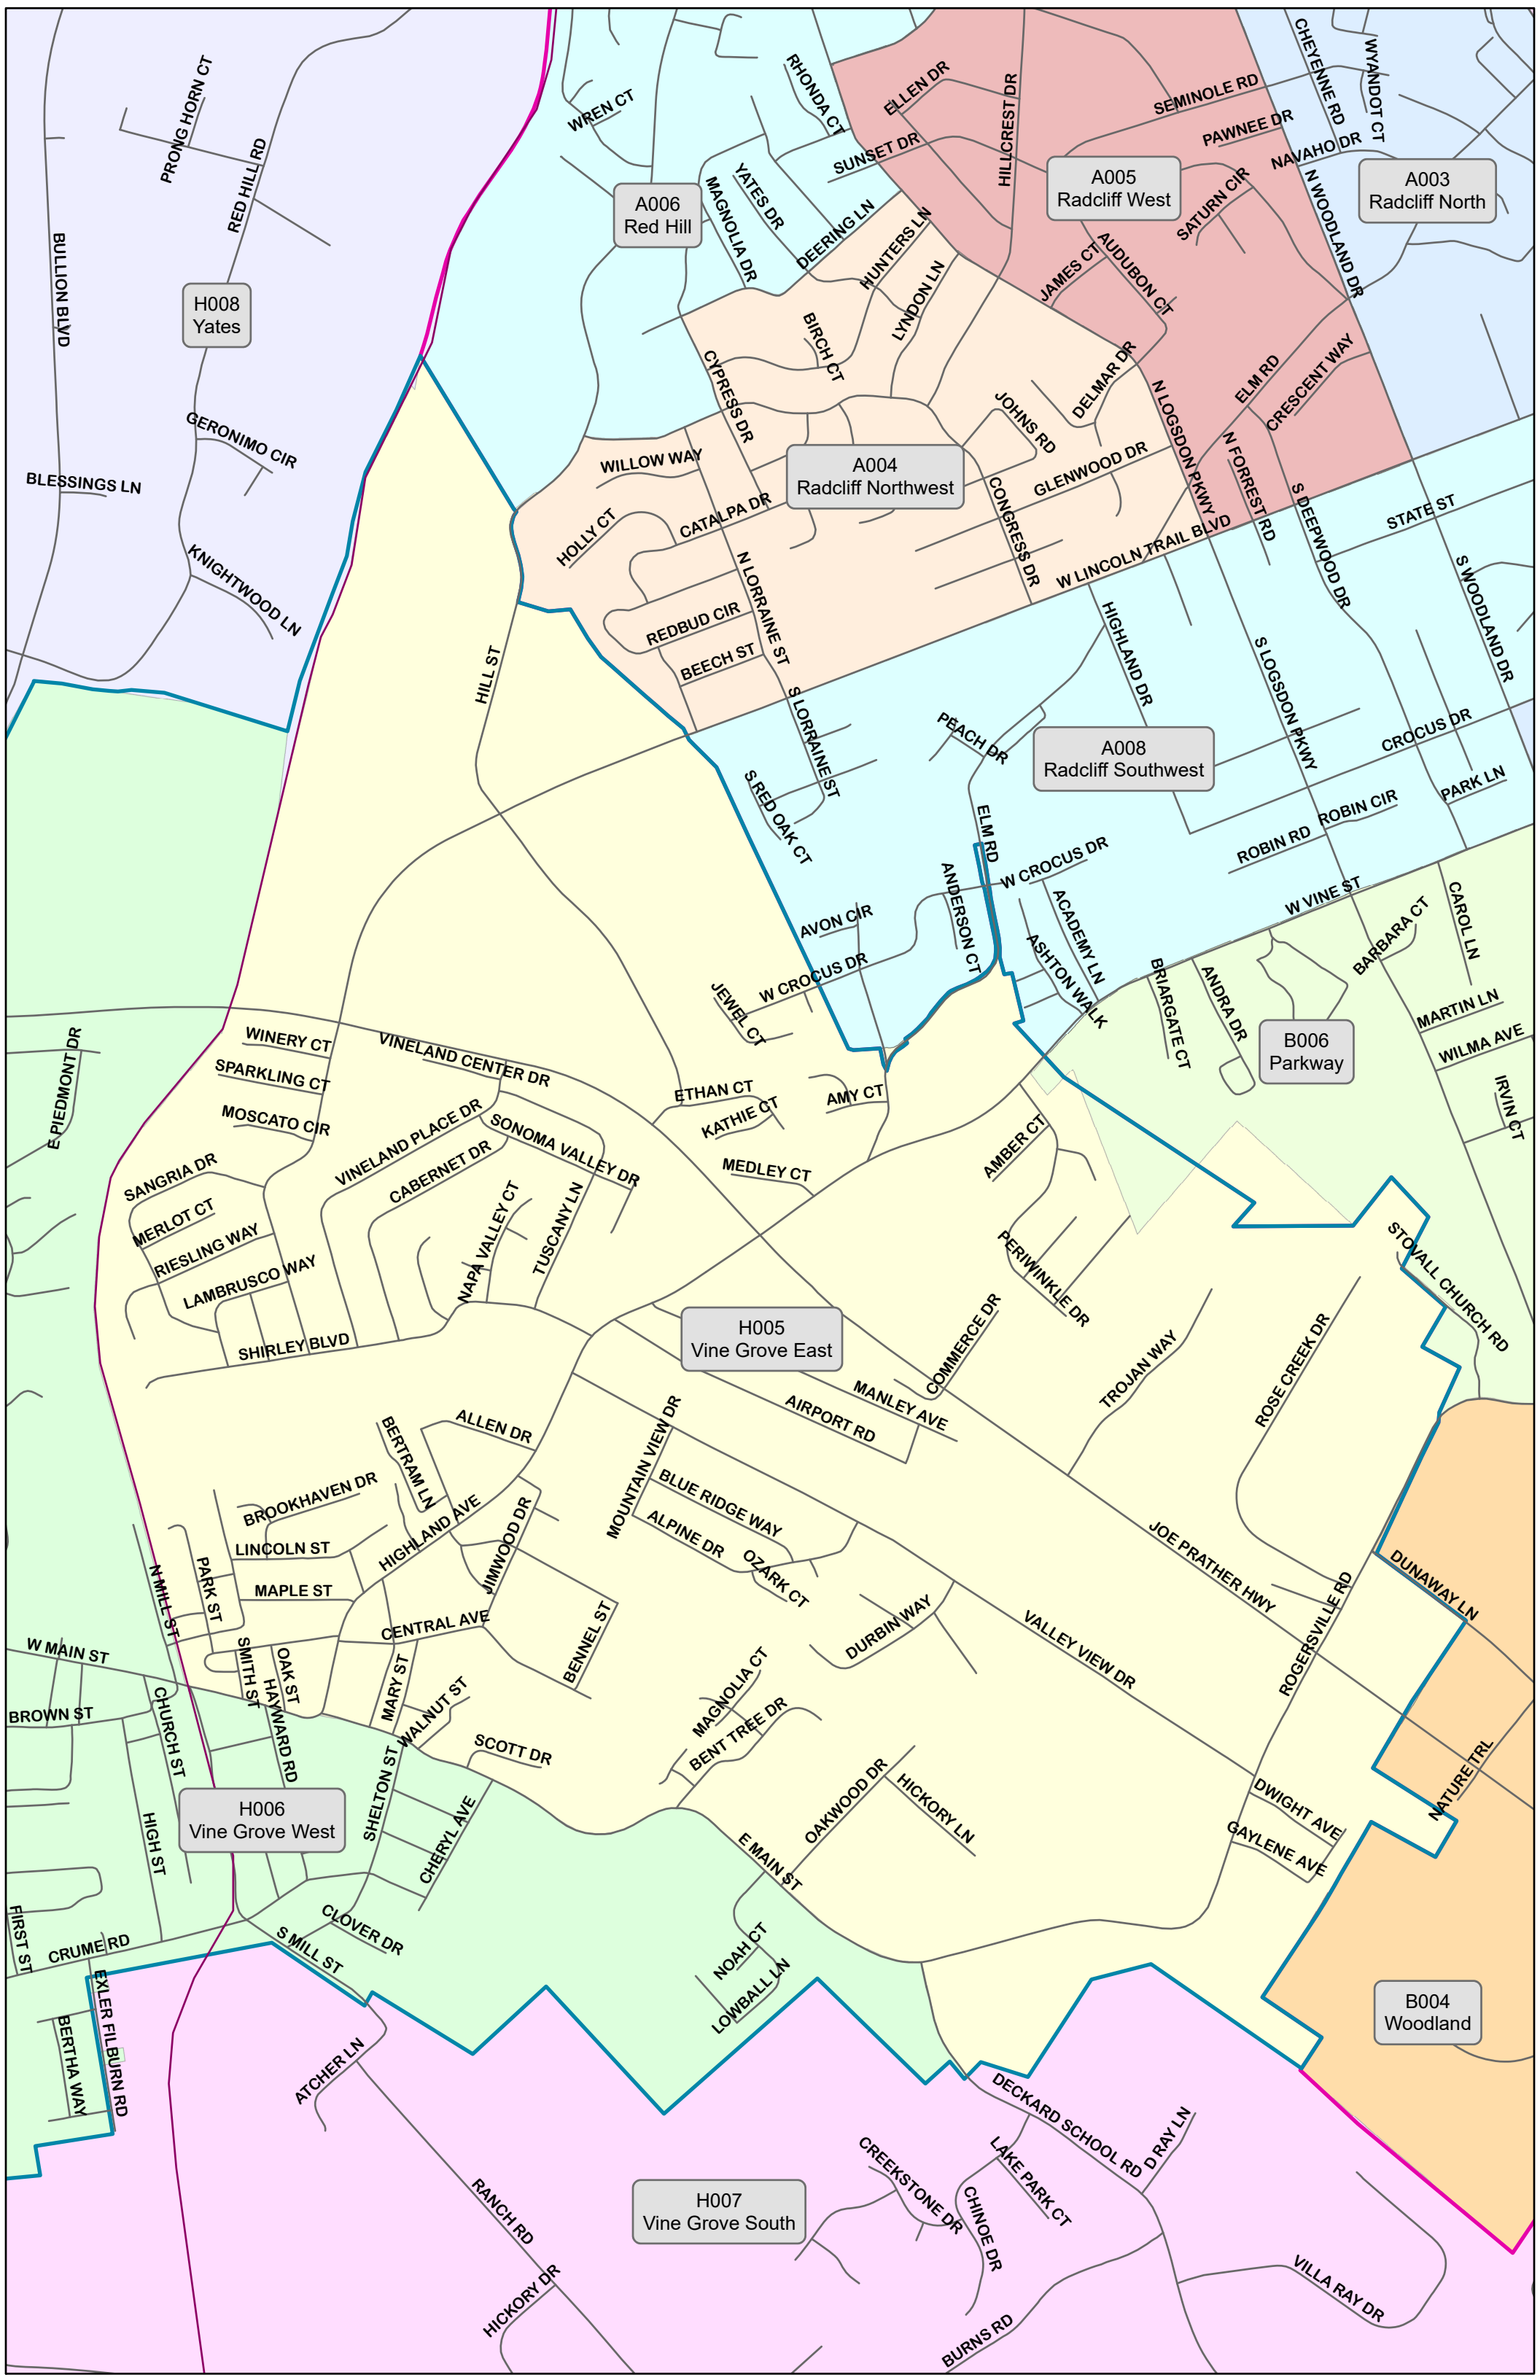 CHEYENNE RD
WYANDOT CT
PRONG HORN CT
RHONDA CT
ELLEN DR
HILLCREST DR
SEMINOLE RD
WREN CT
PAWNEE DR
SUNSET DR
NAVAHO DR
RED HILL RD
A006
Red Hill
A005
Radcliff West
A003
Radcliff North
MAGNOLIA DR
YATES DR
DEERING LN
HUNTERS LN
SATURN CIR
N WOODLAND DR
BULLION BLVD
H008
Yates
LYNDON LN
JAMES CT
AUDUBON CT
BIRCH CT
CYPRESS DR
DELMAR DR
ELM RD
CRESCENT WAY
JOHNS RD
N LOGSDON PKWY
GERONIMO CIR
BLESSINGS LN
WILLOW WAY
A004
Radcliff Northwest
GLENWOOD DR
N FORREST RD
CATALPA DR
HOLLY CT
CONGRESS DR
S DEEPWOOD DR
STATE ST
W LINCOLN TRAIL BLVD
KNIGHTWOOD LN
N LORRAINE ST
REDBUD CIR
BEECH ST
HILL ST
HIGHLAND DR
S WOODLAND DR
S LORRAINE ST
S LOGSDON PKWY
PEACH DR
A008
Radcliff Southwest
CROCUS DR
S RED OAK CT
PARK LN
ROBIN CIR
ROBIN RD
ELM RD
W CROCUS DR
ANDERSON CT
ACADEMY LN
AVON CIR
W VINE ST
BARBARA CT
CAROL LN
ASHTON WALK
W CROCUS DR
JEWEL CT
BRIARGATE CT
ANDRA DR
B006
Parkway
MARTIN LN
WILMA AVE
IRVIN CT
E PIEDMONT DR
WINERY CT
VINELAND CENTER DR
SPARKLING CT
MOSCATO CIR
ETHAN CT
KATHIE CT
AMY CT
VINELAND PLACE DR
SONOMA VALLEY DR
CABERNET DR
AMBER CT
MEDLEY CT
SANGRIA DR
MERLOT CT
RIESLING WAY
LAMBRUSCO WAY
NAPA VALLEY CT
TUSCANY LN
PERIWINKLE DR
STOVALL CHURCH RD
SHIRLEY BLVD
H005
Vine Grove East
COMMERCE DR
TROJAN WAY
ROSE CREEK DR
MANLEY AVE
AIRPORT RD
ALLEN DR
BERTRAM LN
MOUNTAIN VIEW DR
BROOKHAVEN DR
BLUE RIDGE WAY
ALPINE DR
HIGHLAND AVE
JIMWOOD DR
JOE PRATHER HWY
LINCOLN ST
OZARK CT
DUNAWAY LN
N MILL ST
PARK ST
MAPLE ST
CENTRAL AVE
BENNEL ST
DURBIN WAY
VALLEY VIEW DR
ROGERSVILLE RD
W MAIN ST
SMITH ST
OAK ST
MARY ST
WALNUT ST
MAGNOLIA CT
BENT TREE DR
BROWN ST
CHURCH ST
HAYWARD RD
SCOTT DR
SHELTON ST
NATURE TRL
OAKWOOD DR
HICKORY LN
DWIGHT AVE
GAYLENE AVE
H006
Vine Grove West
HIGH ST
CHERYL AVE
E MAIN ST
FIRST ST
CRUME RD
CLOVER DR
S MILL ST
NOAH CT
LOWBALL LN
EXLER FILBURN RD
BERTHA WAY
B004
Woodland
ATCHER LN
DECKARD SCHOOL RD
D RAY LN
LAKE PARK CT
CREEKSTONE DR
CHINOE DR
RANCH RD
H007
Vine Grove South
HICKORY DR
BURNS RD
VILLA RAY DR